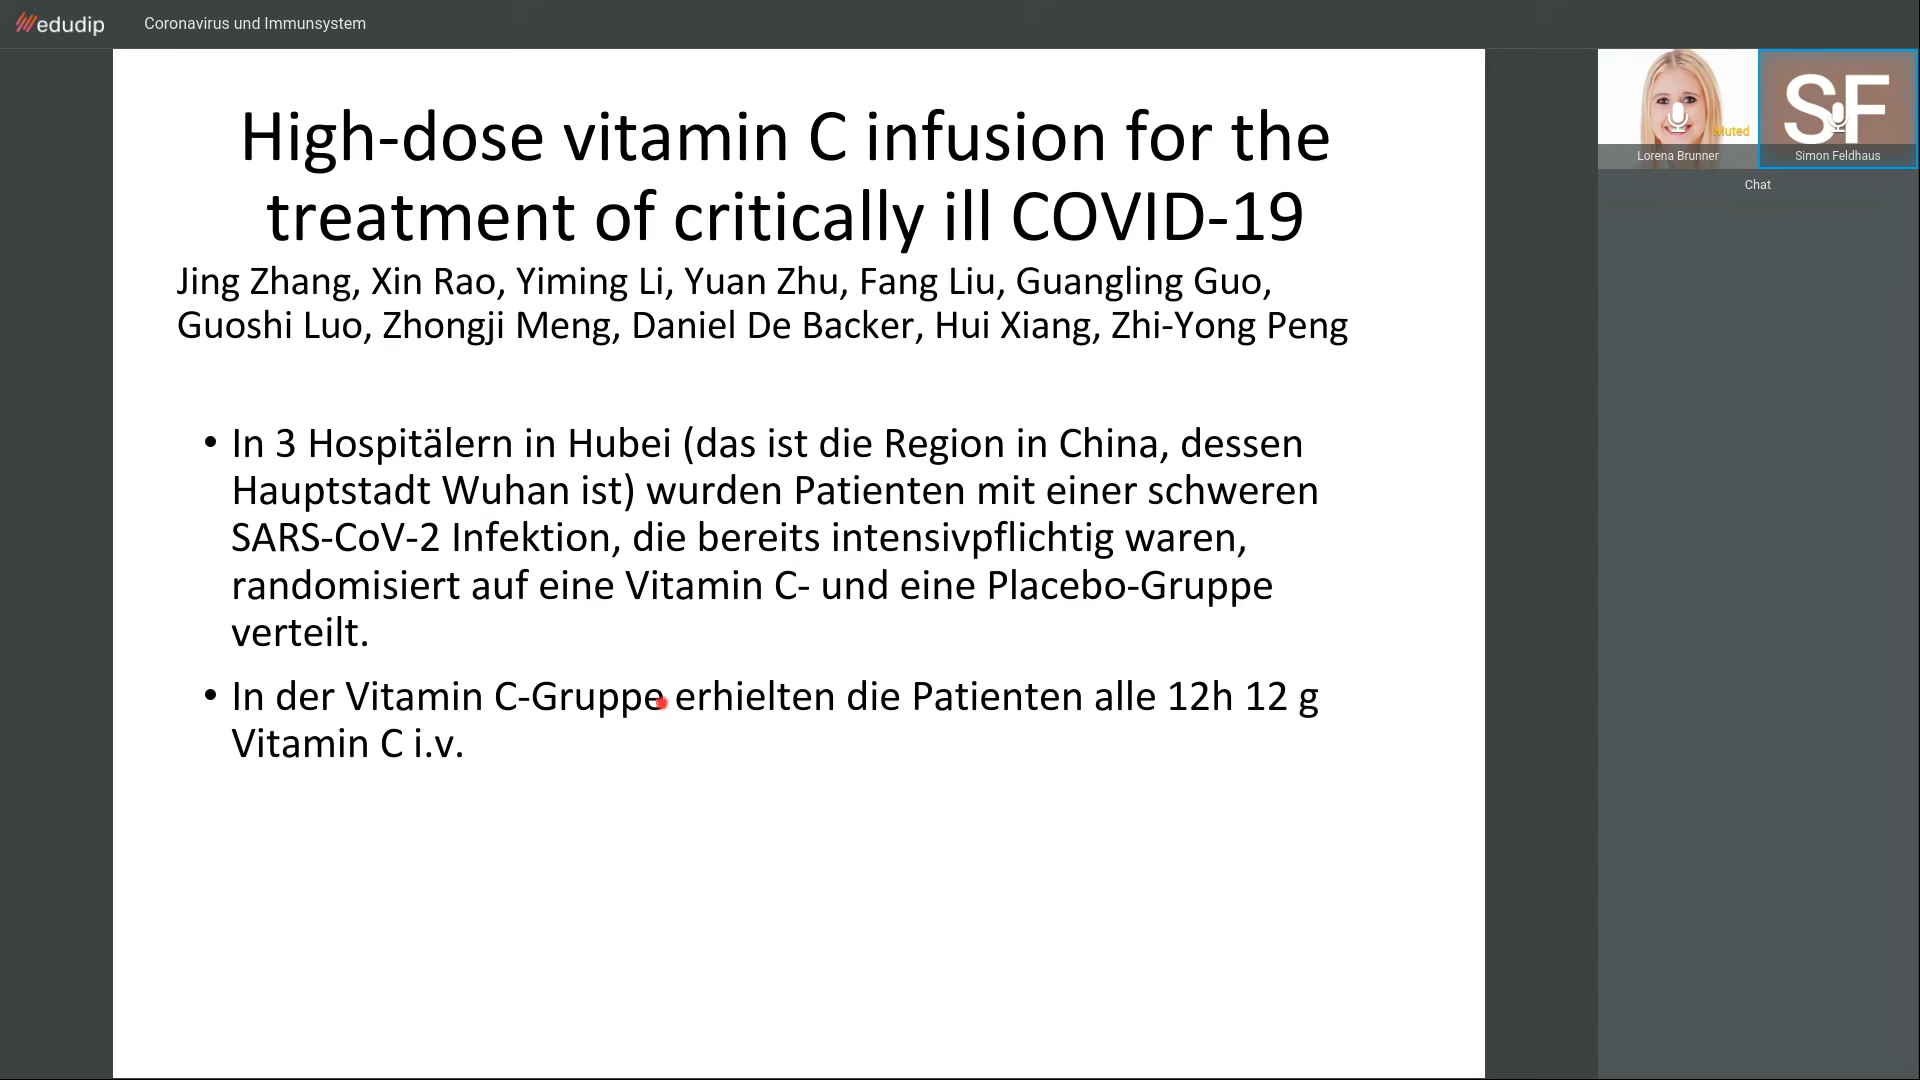 edudip
Coronavirus und Immunsystem
High-dose vitamin C infusion for the
treatment of critically ill COVID-19
Jing Zhang, Xin Rao, Yiming Li, Yuan Zhu, Fang Liu, Guangling Guo,
Guoshi Luo, Zhongji Meng, Daniel De Backer, Hui Xiang, Zhi-Yong Peng
• In 3 Hospitälern in Hubei (das ist die Region in China, dessen
Hauptstadt Wuhan ist) wurden Patienten mit einer schweren
SARS-CoV-2 Infektion, die bereits intensivpflichtig waren,
randomisiert auf eine Vitamin C- und eine Placebo-Gruppe
verteilt.
• In der Vitamin C-Gruppe erhielten die Patienten alle 12h 12 g
Vitamin C i.v.
Muted
Lorena Brunner
SF
Simon Feldhaus
Chat